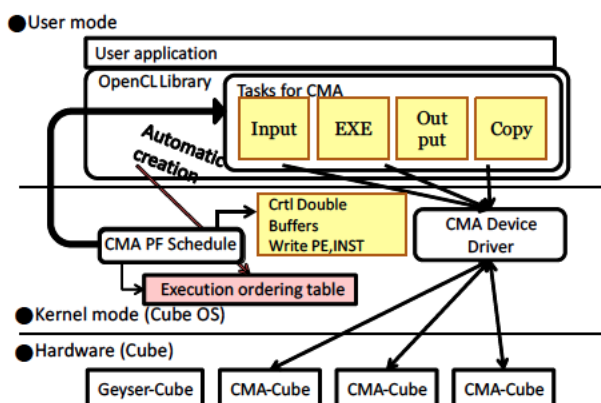 ●User mode
User application
OpenCL Library
Tasks for CMA
Input
EXE
Out
put
Copy
Automatic
creation
Crtl Double
Buffers
Write PE,INST
CMA Device
Driver
CMA PF Schedule
Execution ordering table
●Kernel mode (Cube OS)
●Hardware (Cube)
Geyser-Cube
CMA-Cube
CMA-Cube
CMA-Cube